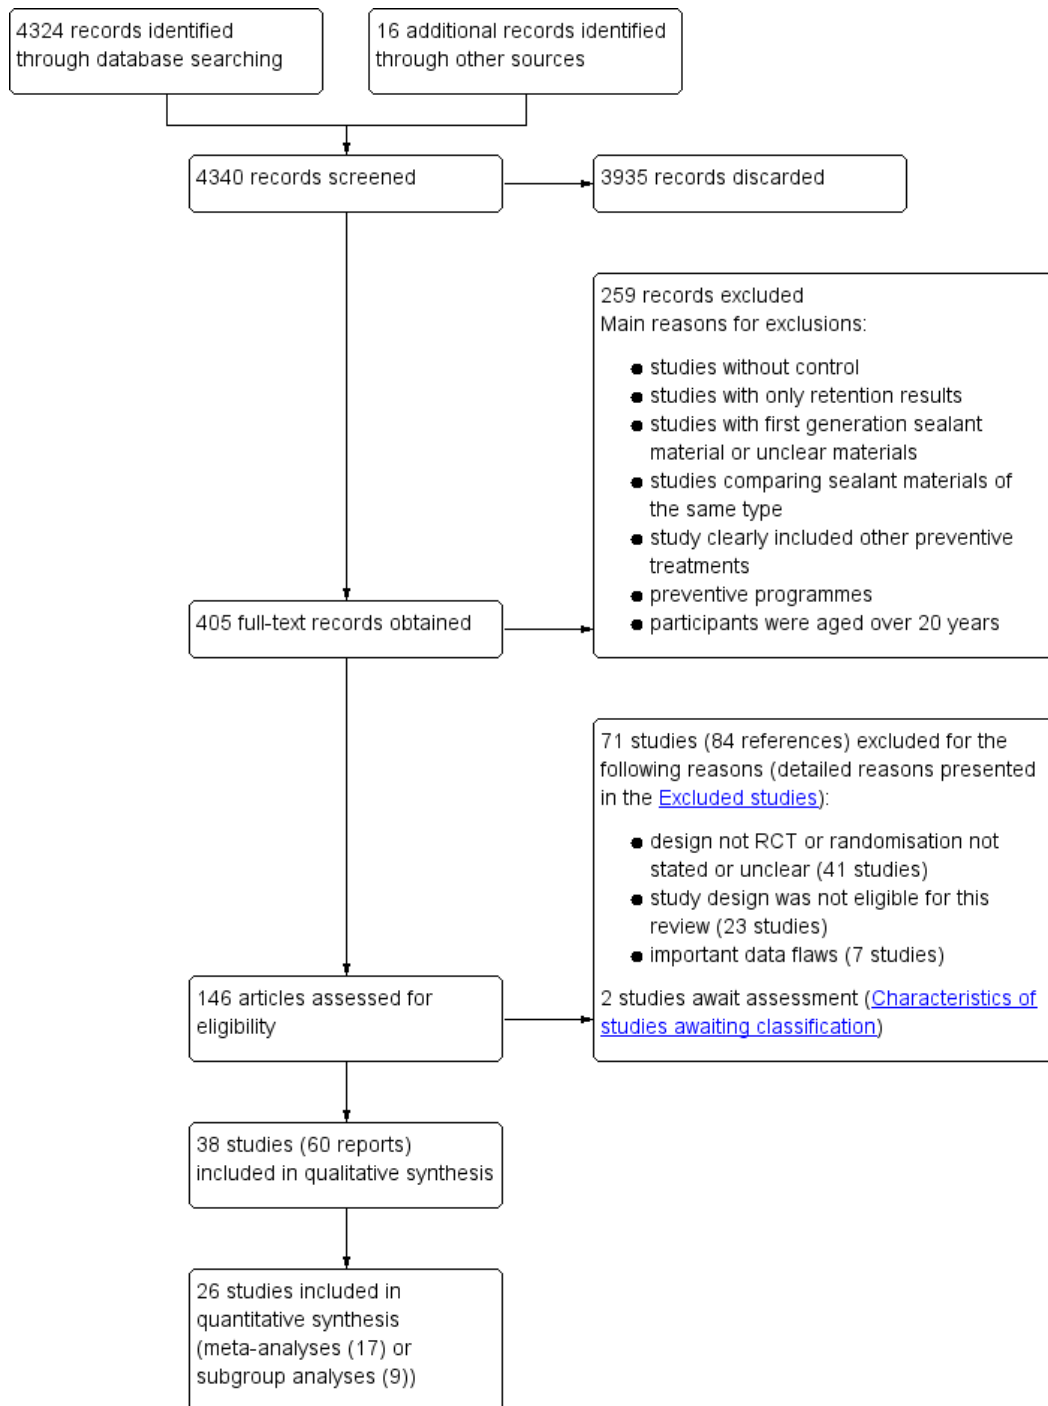 4324 records identified
through database searching
16 additional records identified
through other sources
4340 records screened
3935 records discarded
259 records excluded
Main reasons for exclusions:
● studies without control
● studies with only retention results
● studies with first generation sealant
material or unclear materials
● studies comparing sealant materials of
the same type
● study clearly included other preventive
treatments
● preventive programmes
● participants were aged over 20 years
405 full-text records obtained
71 studies (84 references) excluded for the
following reasons (detailed reasons presented
in the Excluded studies):
● design not RCT or randomisation not
stated or unclear (41 studies)
● study design was not eligible for this
review (23 studies)
● important data flaws (7 studies)
2 studies await assessment (Characteristics of
studies awaiting classification)
146 articles assessed for
eligibility
38 studies (60 reports)
included in qualitative synthesis
26 studies included in
quantitative synthesis
(meta-analyses (17) or
subgroup analyses (9))